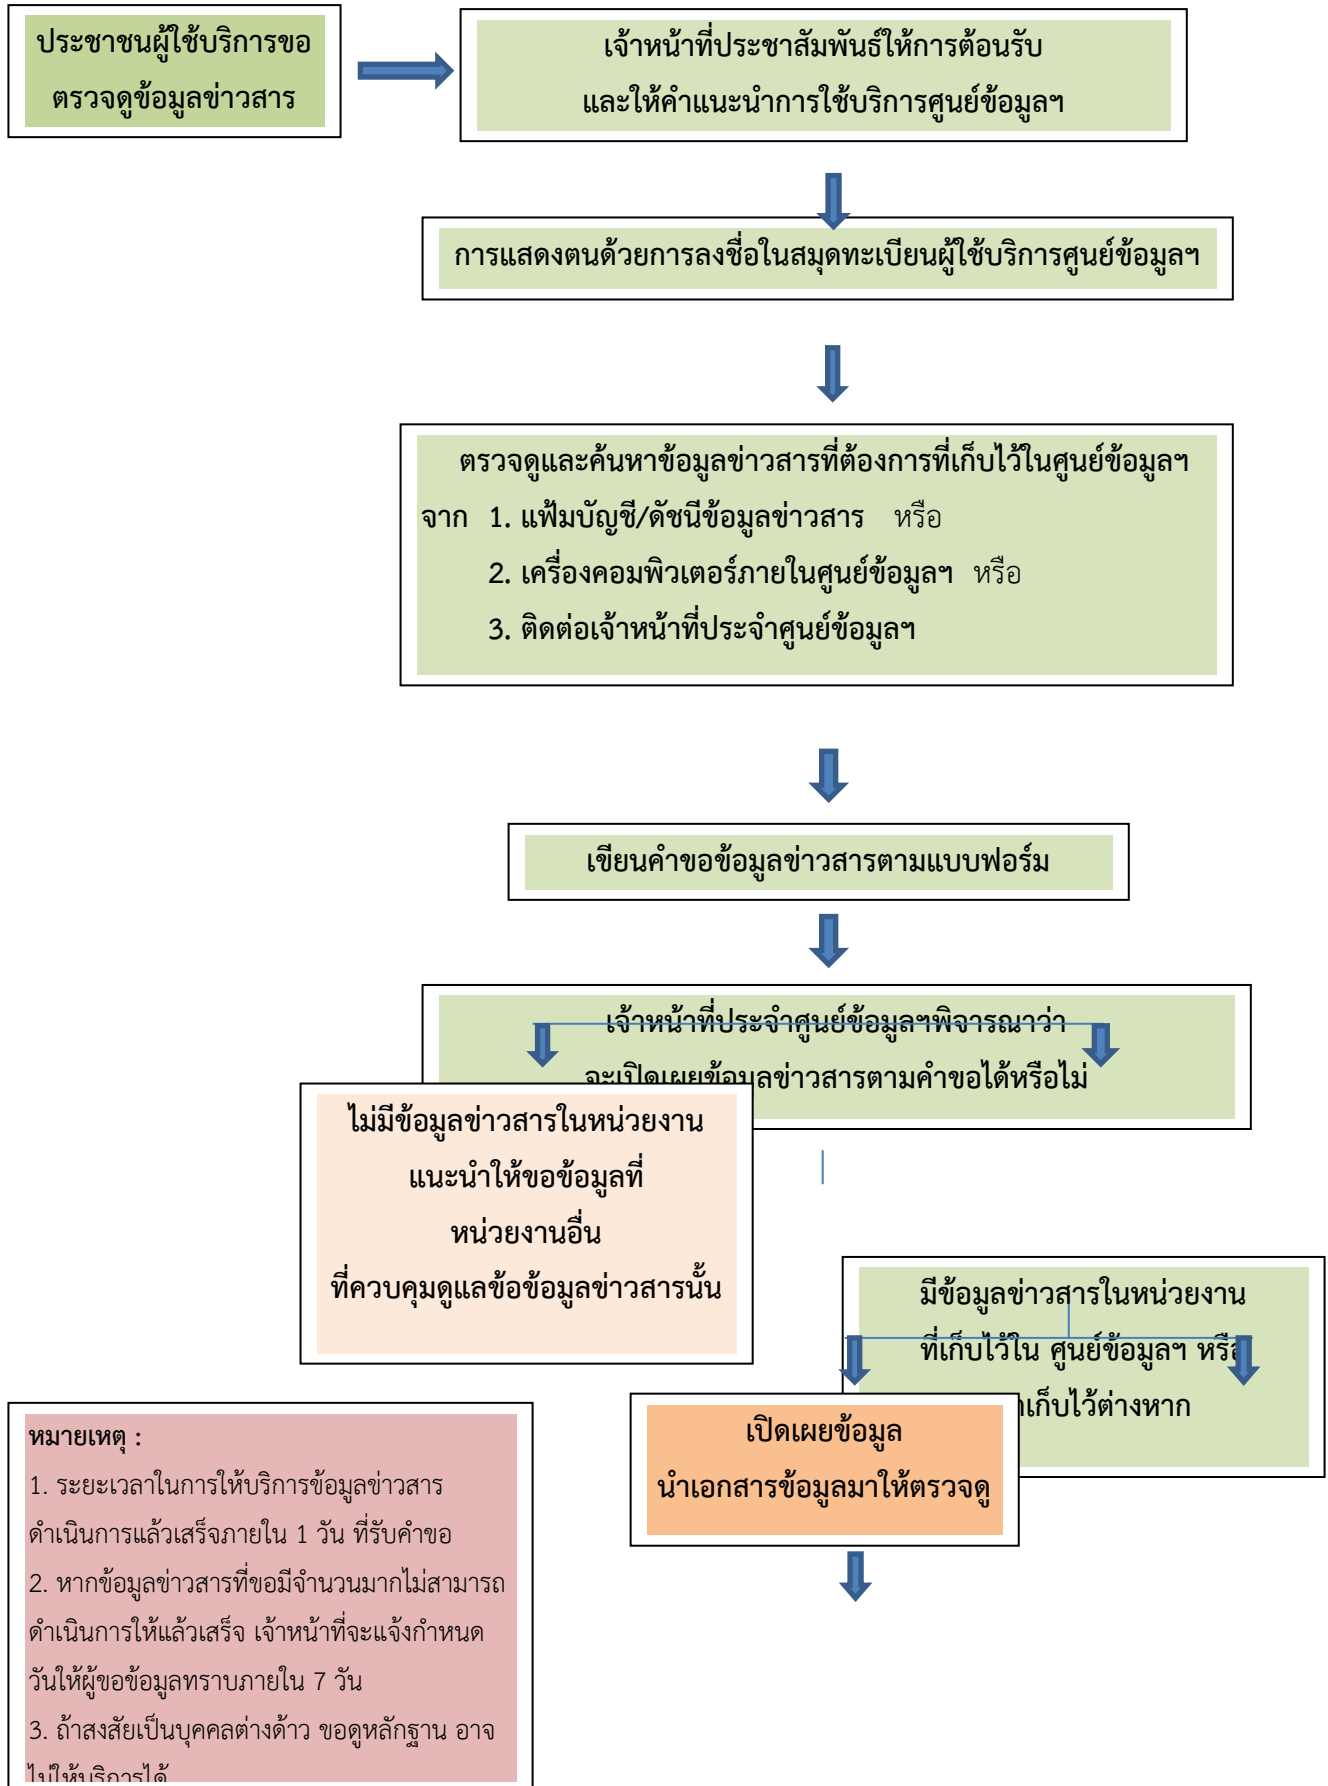 ประชาชนผู้ใช้บริการขอ
ตรวจดูข้อมูลข่าวสาร
เจ้าหน้าที่ประชาสัมพันธ์ให้การต้อนรับ
และให้คำแนะนำการใช้บริการศูนย์ข้อมูลฯ
การแสดงตนด้วยการลงชื่อในสมุดทะเบียนผู้ใช้บริการศูนย์ข้อมูลฯ
ตรวจดูและค้นหาข้อมูลข่าวสารที่ต้องการที่เก็บไว้ในศูนย์ข้อมูลฯ
จาก 1. แฟ้มบัญชี/ดัชนีข้อมูลข่าวสาร หรือ
2. เครื่องคอมพิวเตอร์ภายในศูนย์ข้อมูลฯ หรือ
3. ติดต่อเจ้าหน้าที่ประจำศูนย์ข้อมูลฯ
เขียนคำขอข้อมูลข่าวสารตามแบบฟอร์ม
เจ้าหน้าที่ประจำศูนย์ข้อมูลฯพิจารณาว่า
จะเปิดเผยข้อมูลข่าวสารตามคำขอได้หรือไม่
ไม่มีข้อมูลข่าวสารในหน่วยงาน
แนะนำให้ขอข้อมูลที่
หน่วยงานอื่น
ที่ควบคุมดูแลข้อข้อมูลข่าวสารนั้น
มีข้อมูลข่าวสารในหน่วยงาน
ที่เก็บไว้ใน ศูนย์ข้อมูลฯ หรือ
เก็บไว้ต่างหาก
เปิดเผยข้อมูล
นำเอกสารข้อมูลมาให้ตรวจดู
หมายเหตุ :
1. ระยะเวลาในการให้บริการข้อมูลข่าวสาร
ดำเนินการแล้วเสร็จภายใน 1 วัน ที่รับคำขอ
2. หากข้อมูลข่าวสารที่ขอมีจำนวนมากไม่สามารถ
ดำเนินการให้แล้วเสร็จ เจ้าหน้าที่จะแจ้งกำหนด
วันให้ผู้ขอข้อมูลทราบภายใน 7 วัน
3. ถ้าสงสัยเป็นบุคคลต่างด้าว ขอดูหลักฐาน อาจ
ไม่ให้บริการได้